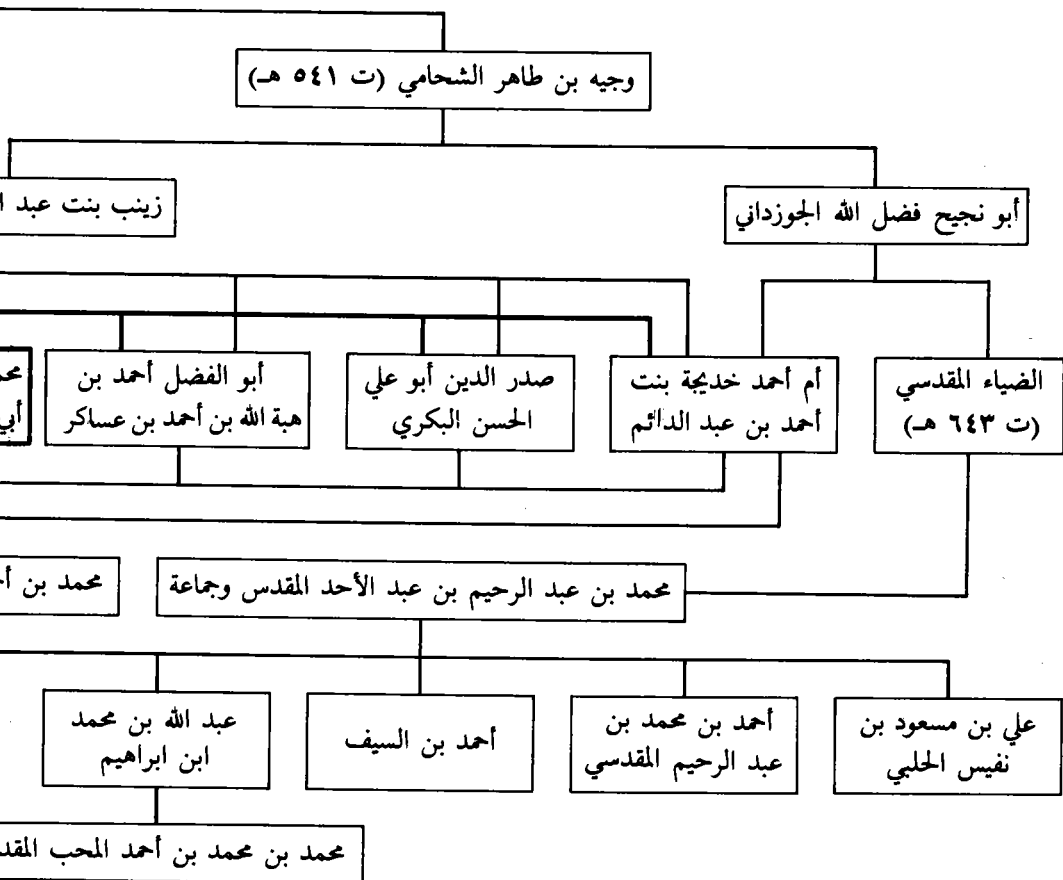 وجيه بن طاهر الشحامي (ت ٥٤١ هـ)
أبو نجيح فضل الله الجوزداني
زينب بنت عبد
الضياء المقدسي
(ت ٦٤٣ هـ)
أم أحمد خديجة بنت
أحمد بن عبد الدائم
صدر الدين أبو علي
الحسن البكري
أبو الفضل أحمد بن
هبة الله بن أحمد بن عساكر
أبي
محمد بن عبد الرحيم بن عبد الأحد المقدس وجماعة
محمد بن
علي بن مسعود بن
نفيس الحلبي
أحمد بن محمد بن
عبد الرحيم المقدسي
أحمد بن السيف
عبد الله بن محمد
ابن ابراهيم
محمد بن محمد بن أحمد المحب